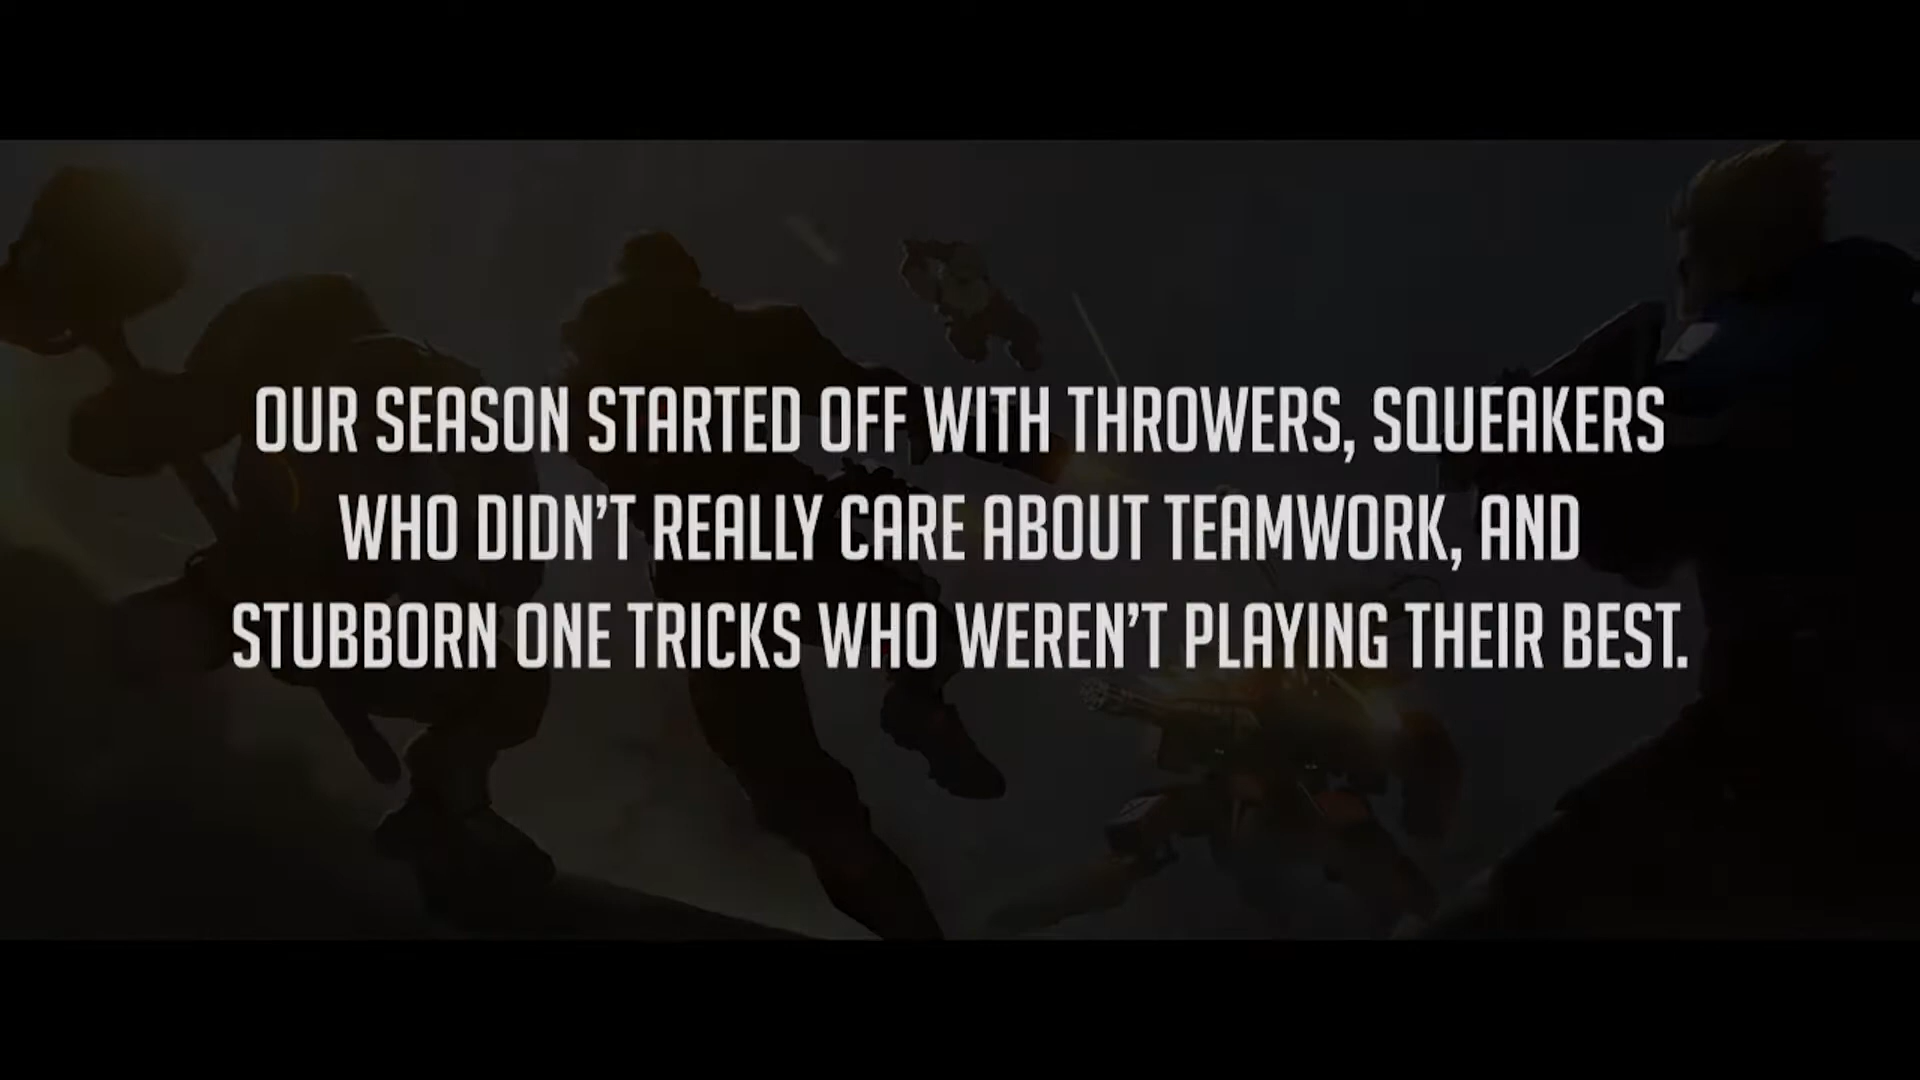 OUR SEASON STARTED OFF WITH THROWERS, SQUEAKERS
WHO DIDN'T REALLY CARE ABOUT TEAMWORK, AND
STUBBORN ONE TRICKS WHO WEREN'T PLAYING THEIR BEST.